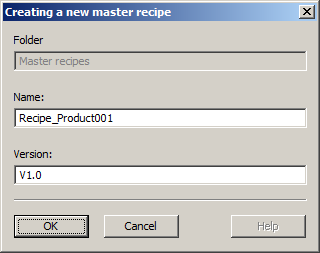 Creating a new master recipe
Folder
Master recipes
Name:
Recipe_Product001
Version:
V1.0
OK
Cancel
Help